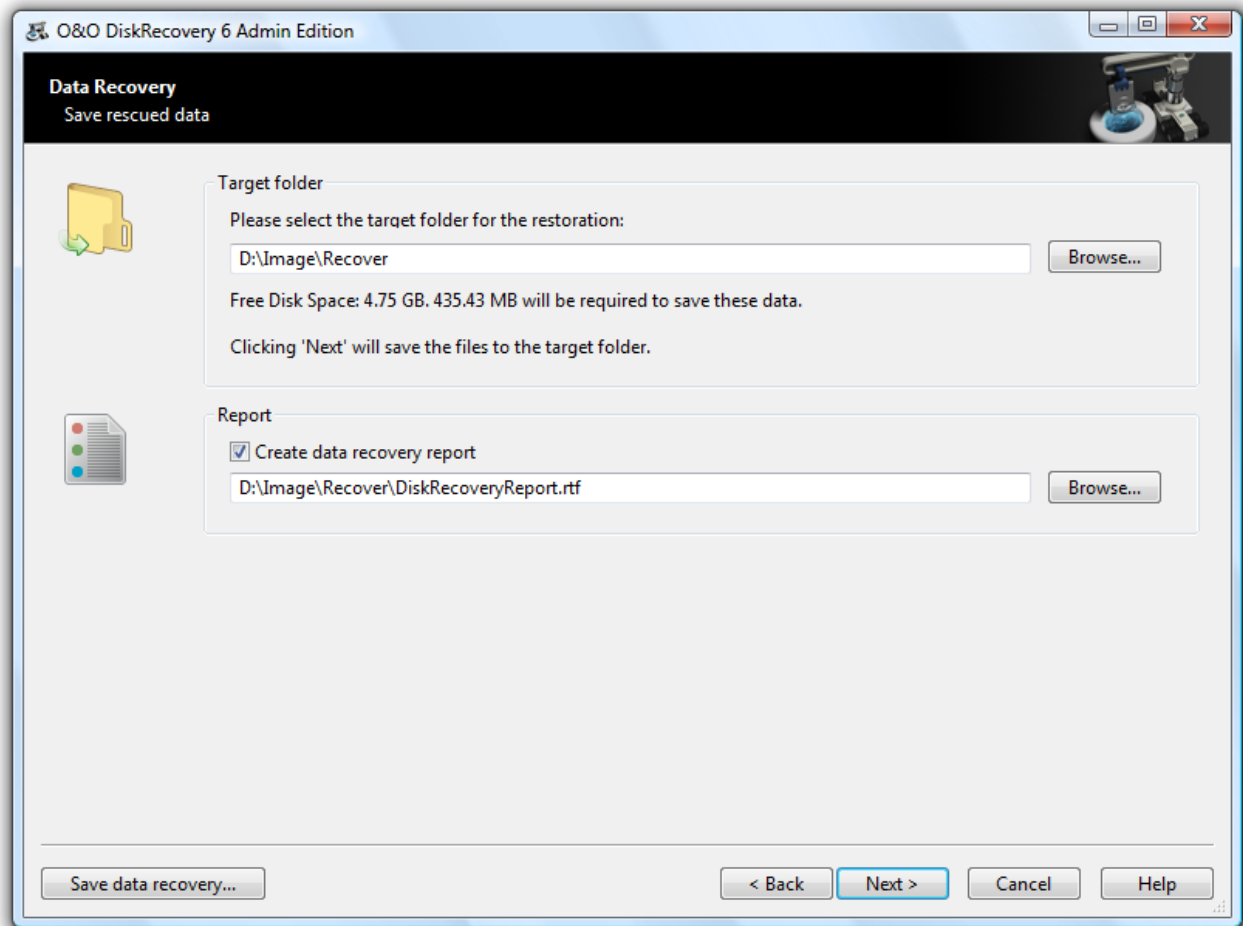 O&O DiskRecovery 6 Admin Edition
Data Recovery
Save rescued data
Target folder
Please select the target folder for the restoration:
D:\Image\Recover
Browse...
Free Disk Space: 4.75 GB. 435.43 MB will be required to save these data.
Clicking 'Next' will save the files to the target folder.
Report
Create data recovery report
D:\Image\Recover\DiskRecoveryReport.rtf
Browse...
Save data recovery...
< Back
Next >
Cancel
Help